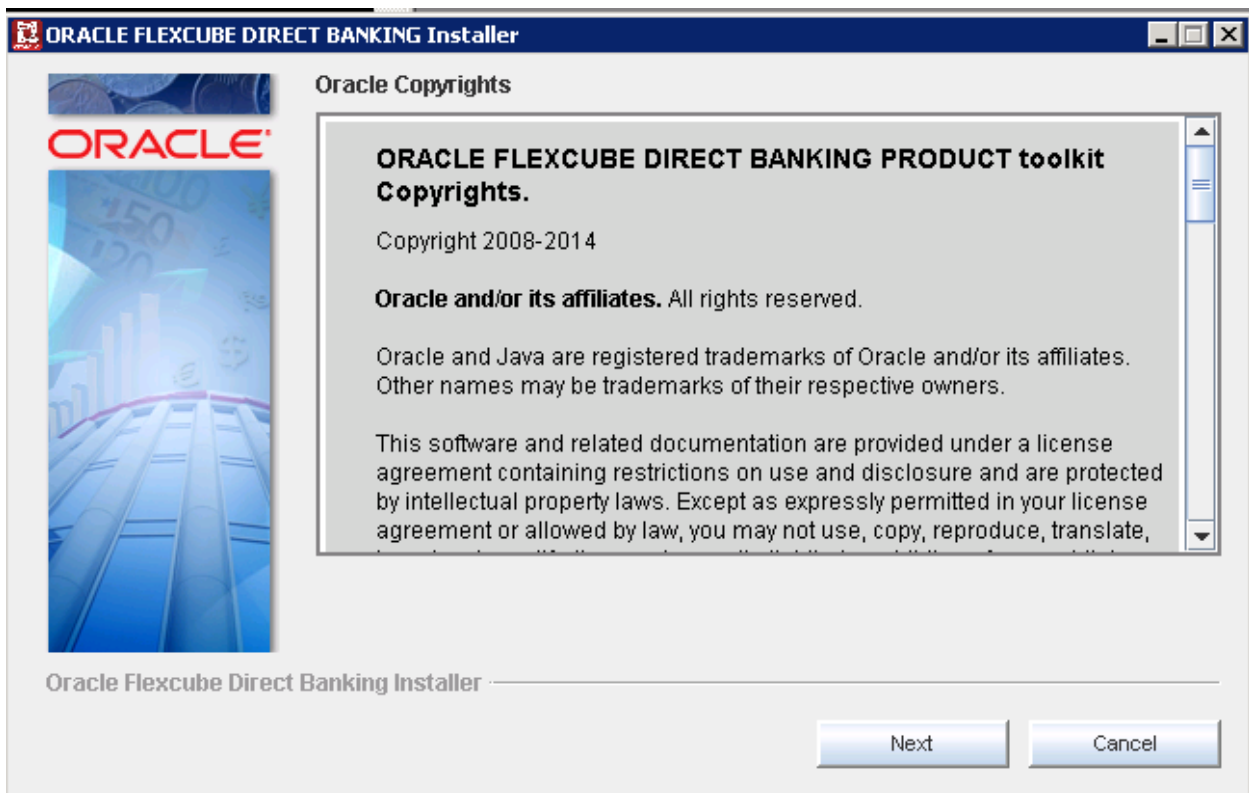 ORACLE FLEXCUBE DIRECT BANKING Installer
ORACLE
Oracle Copyrights
ORACLE FLEXCUBE DIRECT BANKING PRODUCT toolkit
Copyrights.
Copyright 2008-2014
Oracle and/or its affiliates. All rights reserved.
Oracle and Java are registered trademarks of Oracle and/or its affiliates.
Other names may be trademarks of their respective owners.
This software and related documentation are provided under a license
agreement containing restrictions on use and disclosure and are protected
by intellectual property laws. Except as expressly permitted in your license
agreement or allowed by law, you may not use, copy, reproduce, translate,
Oracle Flexcube Direct Banking Installer
Next
Cancel